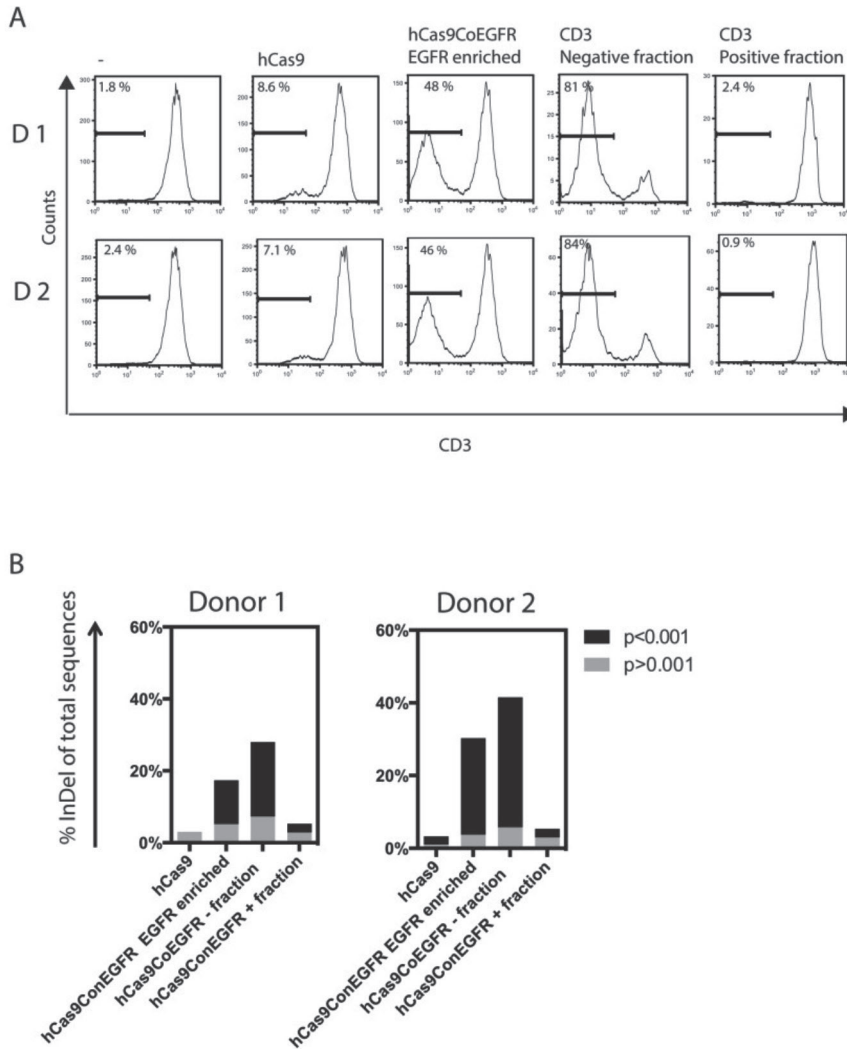 A
-
hCas9
hCas9CoEGFR
EGFR enriched
CD3
Negative fraction
CD3
Positive fraction
D 1
1.8 %
8.6 %
48 %
81 %
2.4 %
Counts
D 2
2.4 %
7.1 %
46 %
84%
0.9 %
CD3
B
Donor 1
Donor 2
p<0.001
p>0.001
% InDel of total sequences
60%
40%
20%
0%
60%
40%
20%
0%
hCas9
hCas9ConEGFR EGFR enriched
hCas9CoEGFR - fraction
hCas9ConEGFR + fraction
hCas9
hCas9ConEGFR EGFR enriched
hCas9CoEGFR - fraction
hCas9ConEGFR + fraction